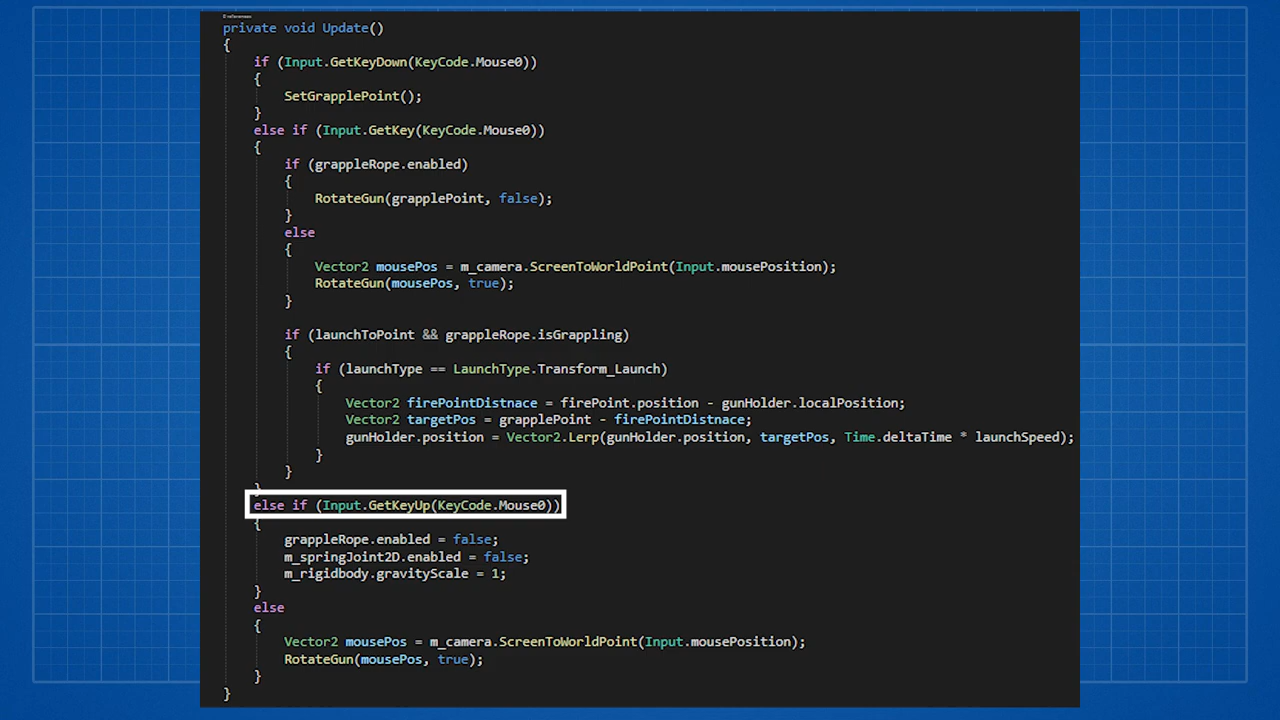 0 references
private void Update()
{
if (Input.GetKeyDown(KeyCode.Mouse0))
{
SetGrapplePoint();
}
else if (Input.GetKey(KeyCode.Mouse0))
{
if (grappleRope.enabled)
{
RotateGun(grapplePoint, false);
}
else
{
Vector2 mousePos = m_camera.ScreenToWorldPoint(Input.mousePosition);
RotateGun(mousePos, true);
}
if (launchToPoint && grappleRope.isGrappling)
{
if (launchType == LaunchType.Transform_Launch)
{
Vector2 firePointDistnace = firePoint.position - gunHolder.localPosition;
Vector2 targetPos = grapplePoint - firePointDistnace;
gunHolder.position = Vector2.Lerp(gunHolder.position, targetPos, Time.deltaTime * launchSpeed);
}
}
}
else if (Input.GetKeyUp(KeyCode.Mouse0))
{
grappleRope.enabled = false;
m_springJoint2D.enabled = false;
m_rigidbody.gravityScale = 1;
}
else
{
Vector2 mousePos = m_camera.ScreenToWorldPoint(Input.mousePosition);
RotateGun(mousePos, true);
}
}